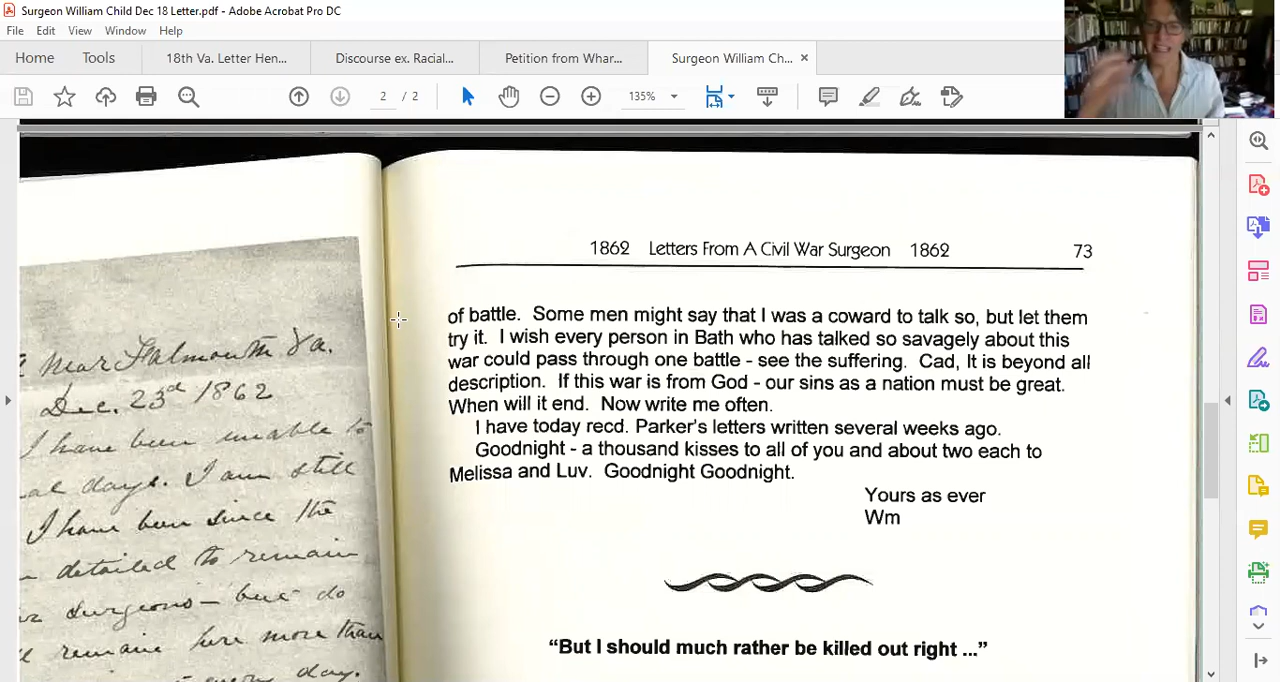 Surgeon William Child Dec 18 Letter.pdf - Adobe Acrobat Pro DC
File Edit View Window Help
Home Tools 18th Va. Letter Hen... Discourse ex. Racial... Petition from Whar... Surgeon William Ch... ×
2 / 2 135%
1862 Letters From A Civil War Surgeon 1862 73
of battle. Some men might say that I was a coward to talk so, but let them
try it. I wish every person in Bath who has talked so savagely about this
war could pass through one battle - see the suffering. Cad, It is beyond all
description. If this war is from God - our sins as a nation must be great.
When will it end. Now write me often.
I have today recd. Parker's letters written several weeks ago.
Goodnight - a thousand kisses to all of you and about two each to
Melissa and Luv. Goodnight Goodnight.
Yours as ever
Wm
"But I should much rather be killed out right ..."
near Falmouth Va.
Dec. 23d 1862
I have been unable to
days. I am still
I have been since the
detailed to remain
surgeons - but do
remain here more than
every day.